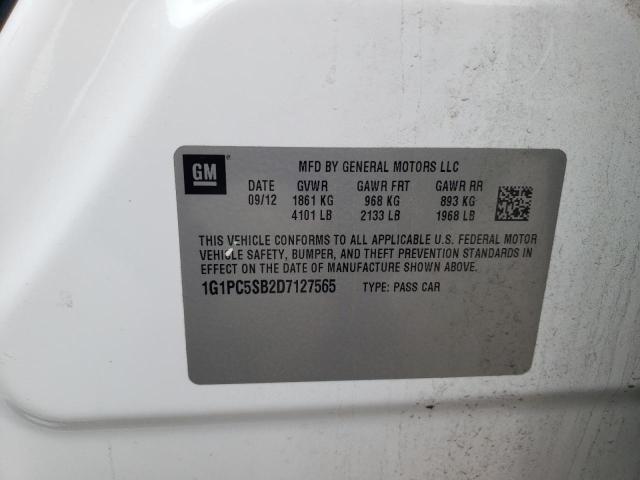 GM
MFD BY GENERAL MOTORS LLC
DATE GVWR GAWR FRT GAWR RR
09/12 1861 KG 968 KG 893 KG
4101 LB 2133 LB 1968 LB
THIS VEHICLE CONFORMS TO ALL APPLICABLE U.S. FEDERAL MOTOR
VEHICLE SAFETY, BUMPER, AND THEFT PREVENTION STANDARDS IN
EFFECT ON THE DATE OF MANUFACTURE SHOWN ABOVE.
1G1PC5SB2D7127565 TYPE: PASS CAR